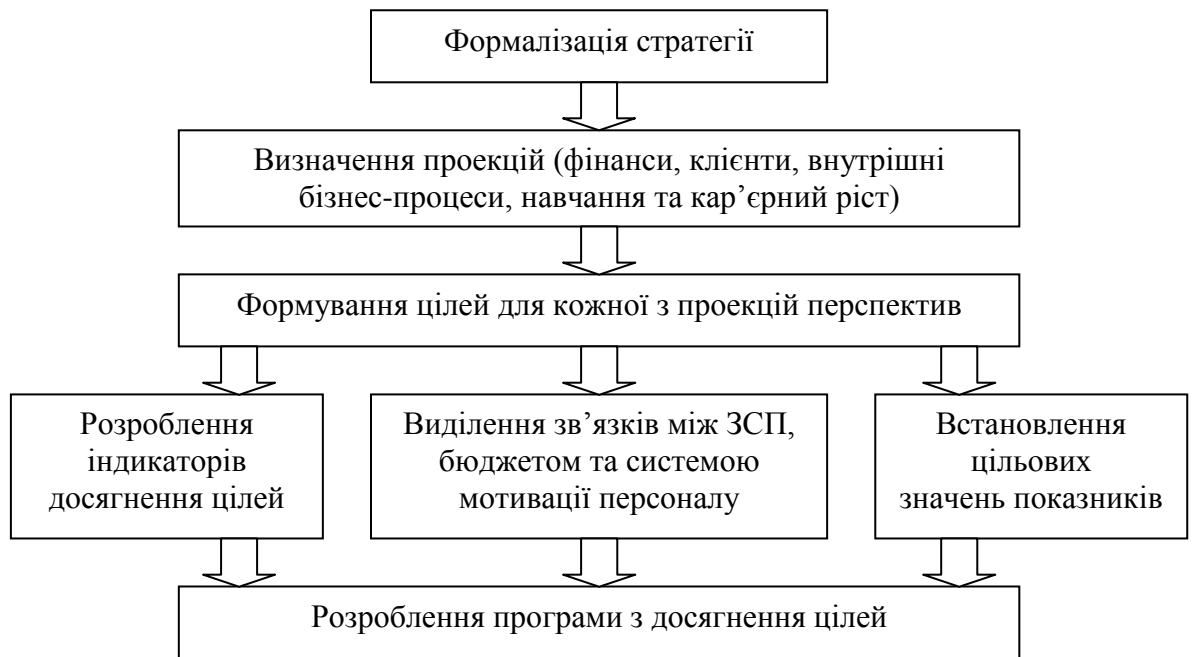 Формалізація стратегії
Визначення проекцій (фінанси, клієнти, внутрішні
бізнес-процеси, навчання та кар’єрний ріст)
Формування цілей для кожної з проекцій перспектив
Розроблення
індикаторів
досягнення цілей
Виділення зв’язків між ЗСП,
бюджетом та системою
мотивації персоналу
Встановлення
цільових
значень показників
Розроблення програми з досягнення цілей